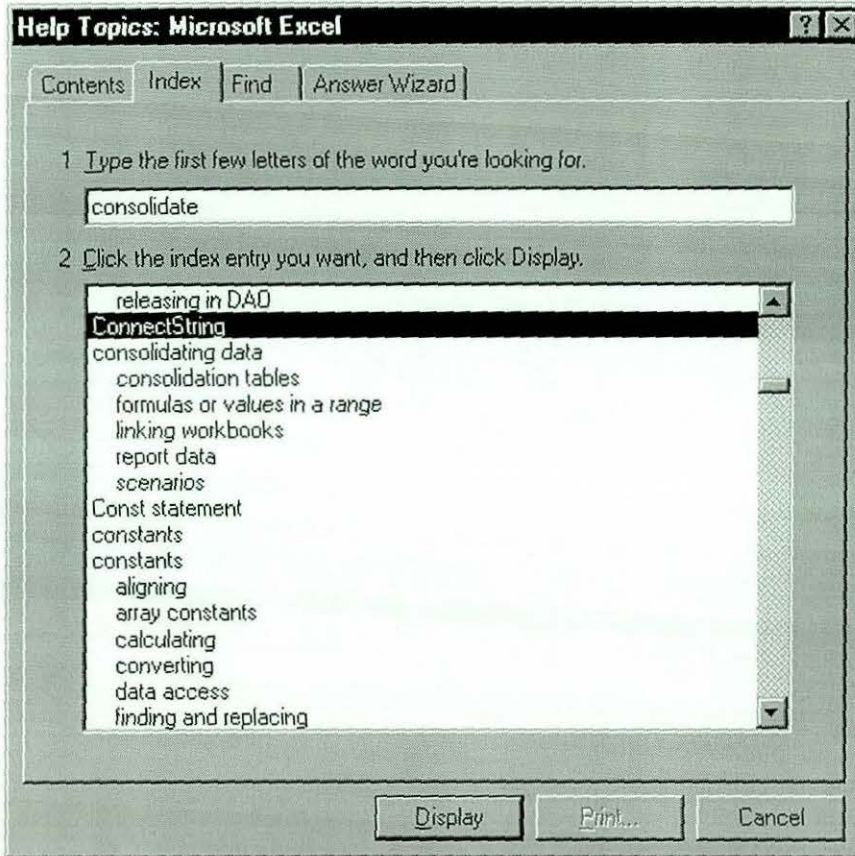 Help Topics: Microsoft Excel
? X
Contents Index Find Answer Wizard
1 Type the first few letters of the word you're looking for.
consolidate
2 Click the index entry you want, and then click Display.
releasing in DAO
ConnectString
consolidating data
consolidation tables
formulas or values in a range
linking workbooks
report data
scenarios
Const statement
constants
constants
aligning
array constants
calculating
converting
data access
finding and replacing
Display Print... Cancel